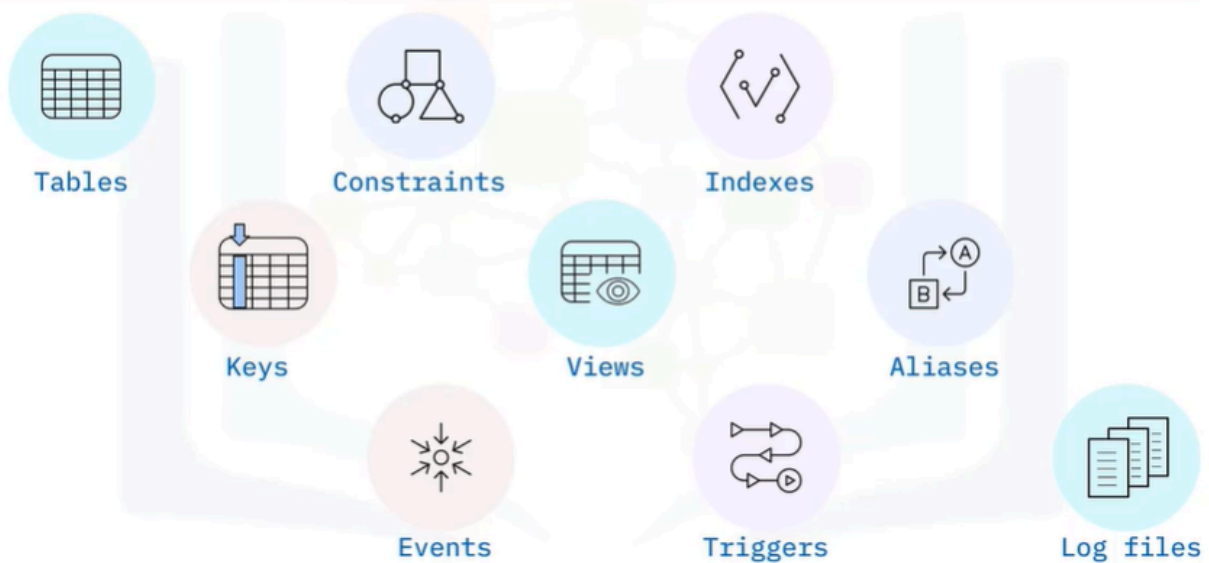 Tables
Constraints
Indexes
Keys
Views
A
B
Aliases
Events
Triggers
Log files